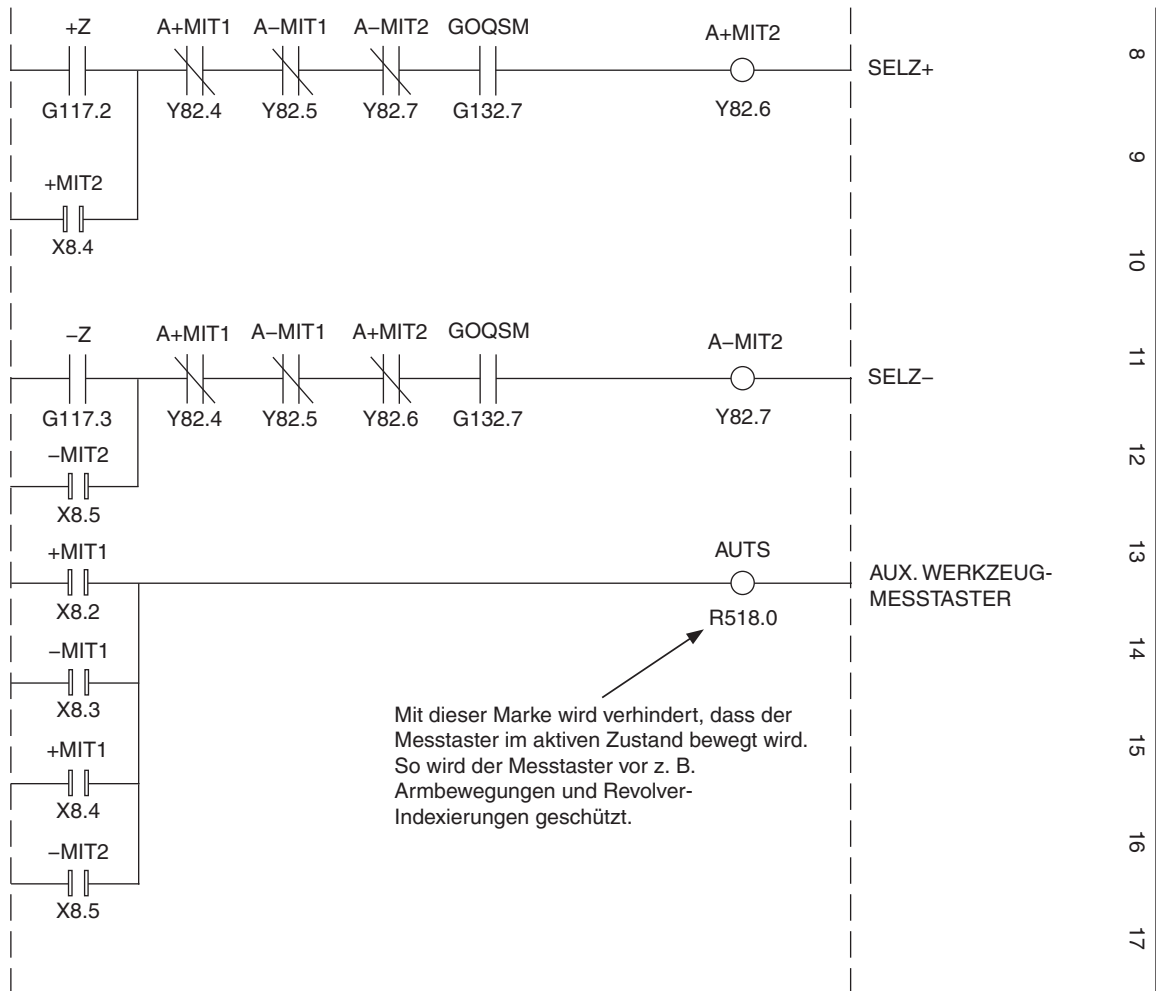 +Z A+MIT1 A−MIT1 A−MIT2 GOQSM A+MIT2
SELZ+
8
G117.2 Y82.4 Y82.5 Y82.7 G132.7 Y82.6
9
+MIT2
X8.4
10
−Z A+MIT1 A−MIT1 A+MIT2 GOQSM A−MIT2
SELZ−
11
G117.3 Y82.4 Y82.5 Y82.6 G132.7 Y82.7
−MIT2
12
X8.5
+MIT1 AUTS
13
AUX. WERKZEUG-
MESSTASTER
X8.2 R518.0
−MIT1
14
X8.3
Mit dieser Marke wird verhindert, dass der
Messtaster im aktiven Zustand bewegt wird.
So wird der Messtaster vor z. B.
Armbewegungen und Revolver-
Indexierungen geschützt.
+MIT1
15
X8.4
−MIT2
16
X8.5
17